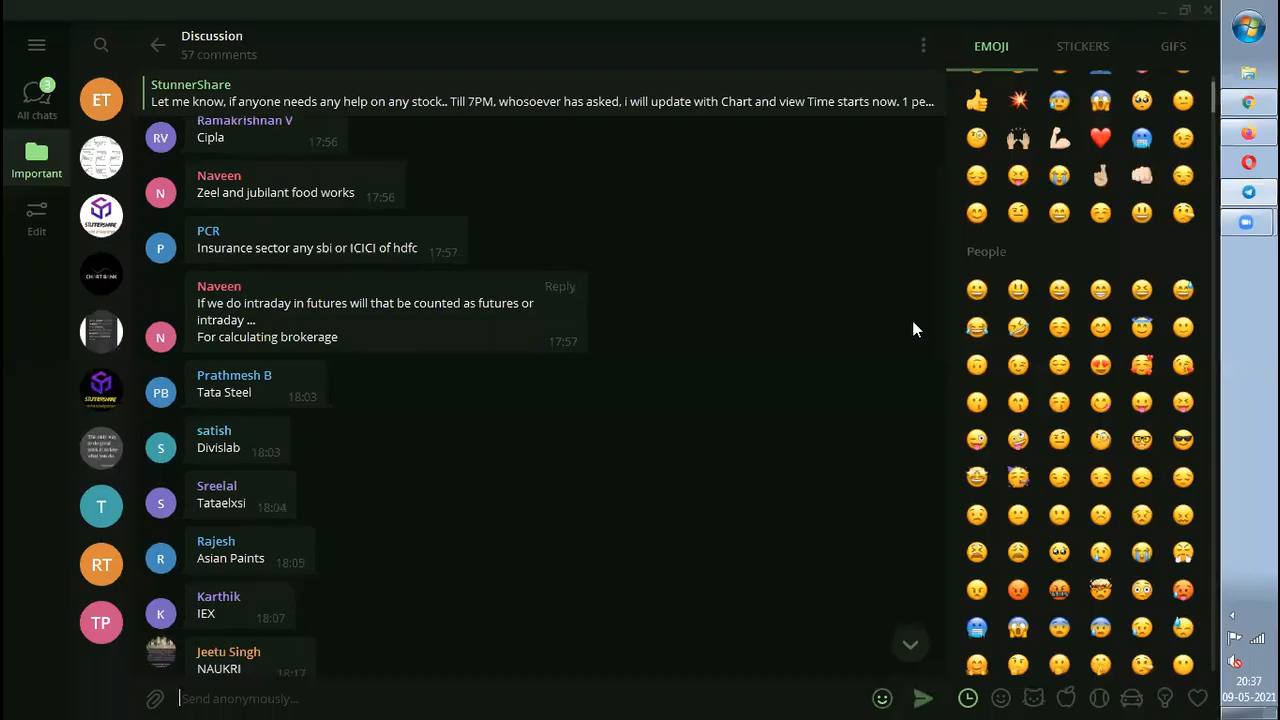 Discussion
57 comments
EMOJI
STICKERS
GIFS
3
All chats
Important
Edit
ET
T
RT
TP
STUNNERSHARE
CHART BANK
StunnerShare
Let me know, if anyone needs any help on any stock.. Till 7PM, whosoever has asked, i will update with Chart and view Time starts now. 1 pe...
RV
Ramakrishnan V
Cipla
17:56
N
Naveen
Zeel and jubilant food works
17:56
P
PCR
Insurance sector any sbi or ICICI of hdfc
17:57
N
Naveen
Reply
If we do intraday in futures will that be counted as futures or
intraday ...
For calculating brokerage
17:57
PB
Prathmesh B
Tata Steel
18:03
S
satish
Divislab
18:03
S
Sreelal
Tataelxsi
18:04
R
Rajesh
Asian Paints
18:05
K
Karthik
IEX
18:07
Jeetu Singh
NAUKRI
18:17
Send anonymously...
People
20:37
09-05-2021